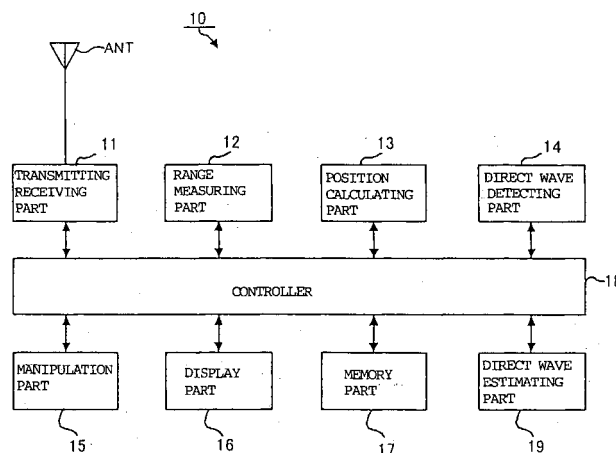 10
ANT
11
12
13
14
TRANSMITTING
RECEIVING
PART
RANGE
MEASURING
PART
POSITION
CALCULATING
PART
DIRECT WAVE
DETECTING
PART
CONTROLLER
18
MANIPULATION
PART
DISPLAY
PART
MEMORY
PART
DIRECT WAVE
ESTIMATING
PART
15
16
17
19